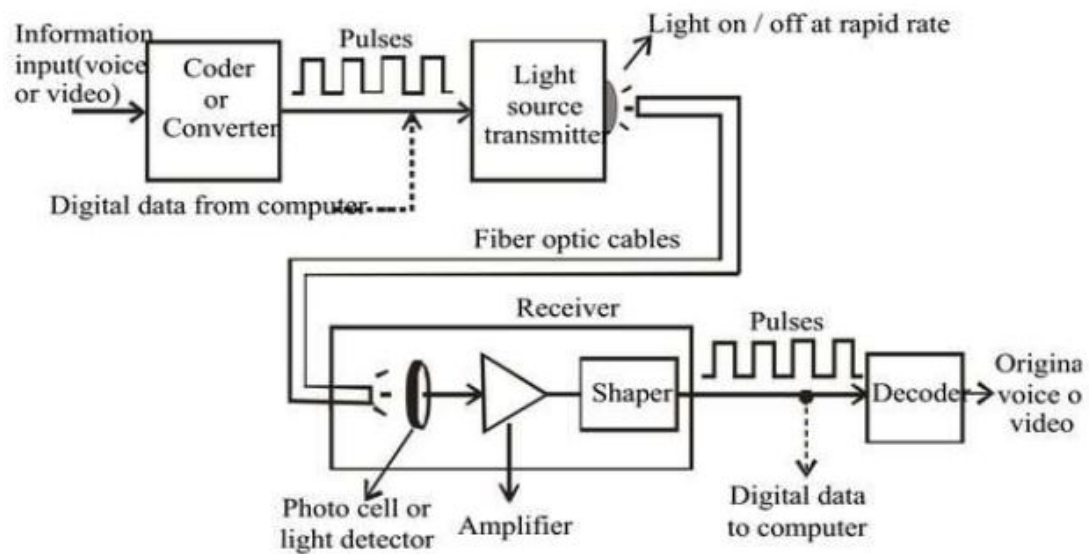 Information
input(voice
or video)
Coder
or
Converter
Pulses
Light
source
transmitte
Light on / off at rapid rate
Digital data from computer
Fiber optic cables
Receiver
Shaper
Pulses
Decode
Origina
voice o
video
Photo cell or
light detector
Amplifier
Digital data
to computer